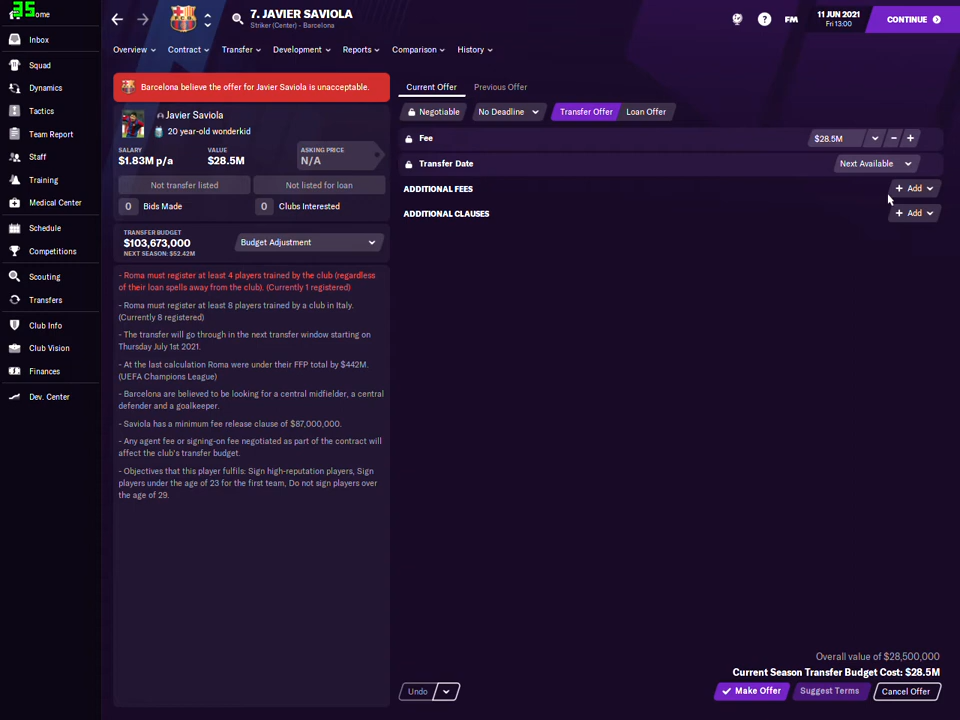 35
ome
Inbox
Squad
Dynamics
Tactics
Team Report
Staff
Training
Medical Center
Schedule
Competitions
Scouting
Transfers
Club Info
Club Vision
Finances
Dev. Center
7. JAVIER SAVIOLA
Striker (Center) - Barcelona
?
FM
11 JUN 2021
Fri 13:00
CONTINUE
Overview
Contract
Transfer
Development
Reports
Comparison
History
Barcelona believe the offer for Javier Saviola is unacceptable.
Javier Saviola
20 year-old wonderkid
SALARY
$1.83M p/a
VALUE
$28.5M
ASKING PRICE
N/A
Not transfer listed
Not listed for loan
0 Bids Made
0 Clubs Interested
TRANSFER BUDGET
$103,673,000
NEXT SEASON: $52.42M
Budget Adjustment
- Roma must register at least 4 players trained by the club (regardless
of their loan spells away from the club). (Currently 1 registered)
- Roma must register at least 8 players trained by a club in Italy.
(Currently 8 registered)
- The transfer will go through in the next transfer window starting on
Thursday July 1st 2021.
- At the last calculation Roma were under their FFP total by $442M.
(UEFA Champions League)
- Barcelona are believed to be looking for a central midfielder, a central
defender and a goalkeeper.
- Saviola has a minimum fee release clause of $87,000,000.
- Any agent fee or signing-on fee negotiated as part of the contract will
affect the club's transfer budget.
- Objectives that this player fulfils: Sign high-reputation players, Sign
players under the age of 23 for the first team, Do not sign players over
the age of 29.
Current Offer
Previous Offer
Negotiable
No Deadline
Transfer Offer
Loan Offer
Fee
$28.5M
Transfer Date
Next Available
ADDITIONAL FEES
+ Add
ADDITIONAL CLAUSES
+ Add
Overall value of $28,500,000
Current Season Transfer Budget Cost: $28.5M
Undo
Make Offer
Suggest Terms
Cancel Offer